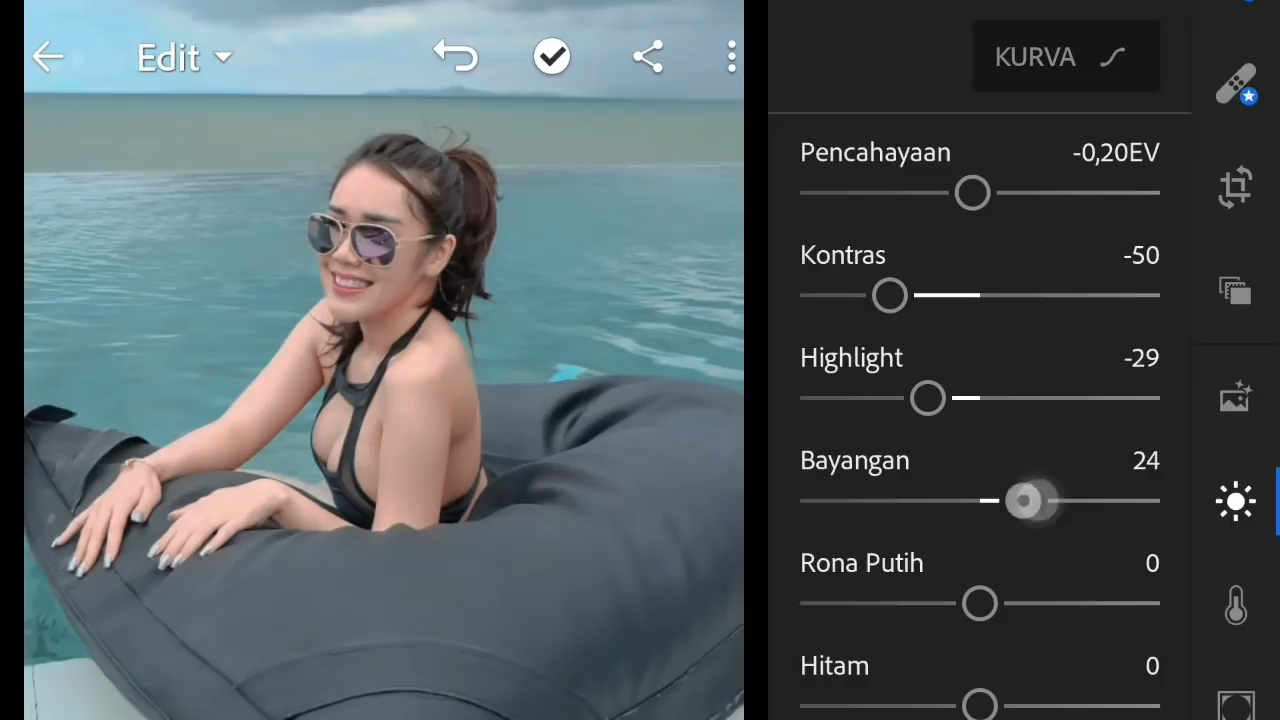 Edit
KURVA
Pencahayaan -0,20EV
Kontras -50
Highlight -29
Bayangan 24
Rona Putih 0
Hitam 0